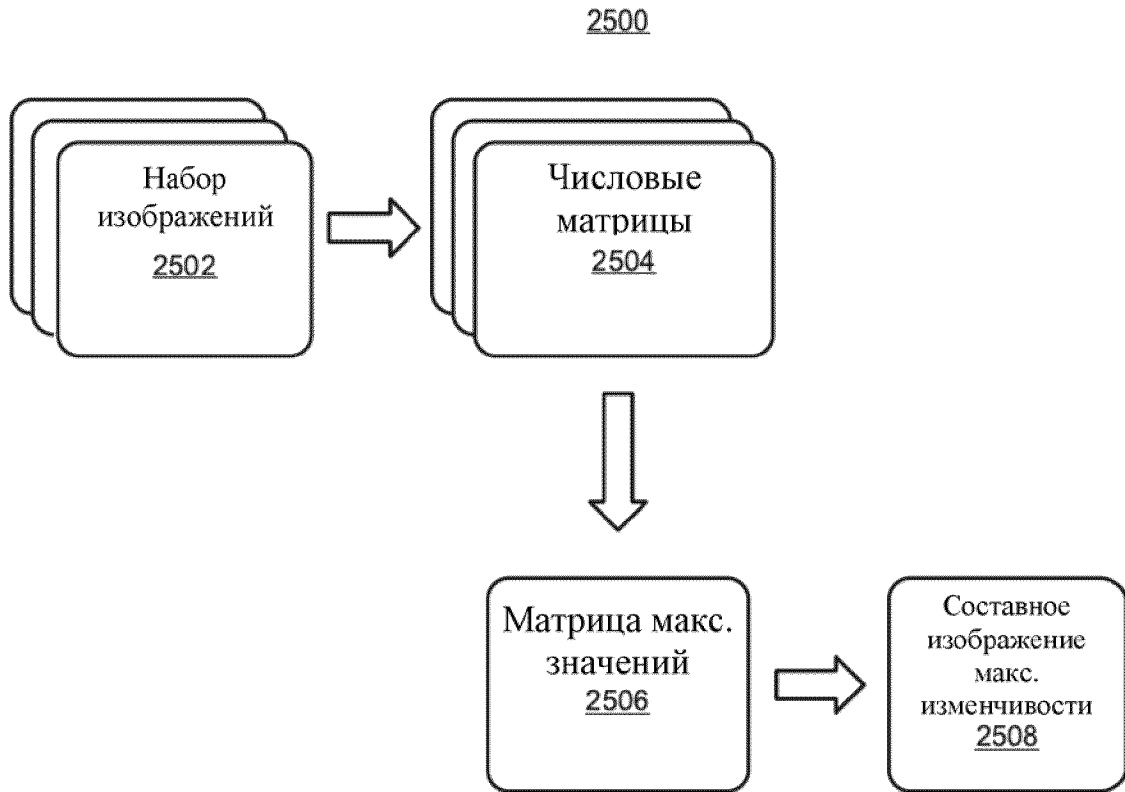 2500
Набор
изображений
2502
Числовые
матрицы
2504
Матрица макс.
значений
2506
Составное
изображение
макс.
изменчивости
2508